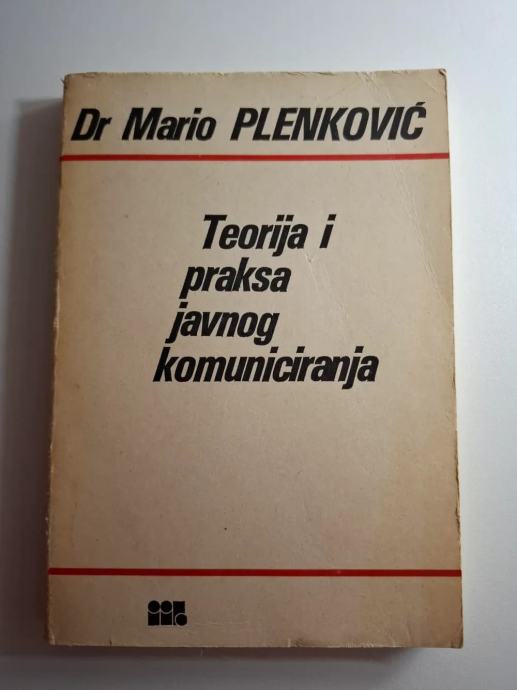 Dr Mario PLENKOVIĆ
Teorija i
praksa
javnog
komuniciranja